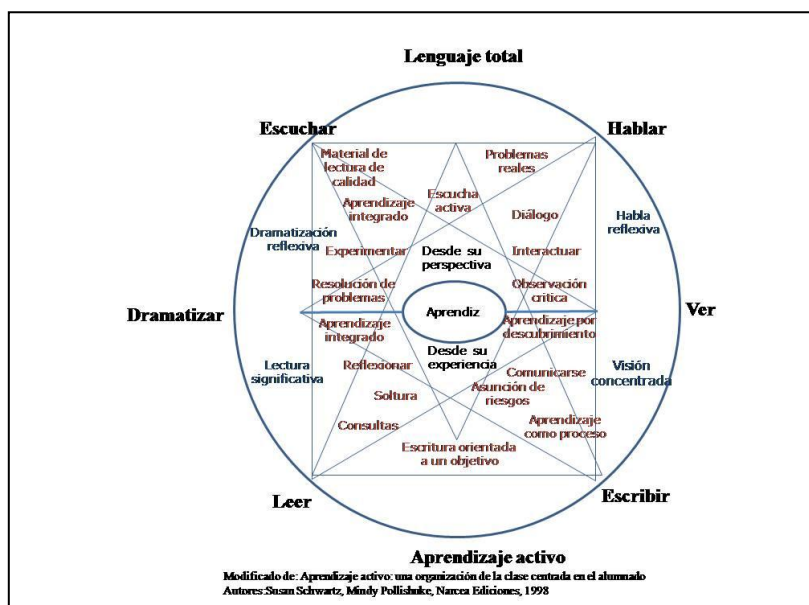 Lenguaje total
Escuchar
Hablar
Material de
lectura de
calidad
Problemas
reales
Escucha
activa
Aprendizaje
integrado
Diálogo
Habla
reflexiva
Dramatización
reflexiva
Experimentar
Desde su
perspectiva
Interactuar
Resolución de
problemas
Observación
critica
Dramatizar
Aprendiz
Ver
Aprendizaje
integrado
Aprendizaje por
descubrimiento
Desde su
experiencia
Lectura
significativa
Reflexionar
Comunicarse
Visión
concentrada
Soltura
Asunción de
riesgos
Consultas
Aprendizaje
como proceso
Escritura orientada
a un objetivo
Leer
Escribir
Aprendizaje activo
Modificado de: Aprendizaje activo: una organización de la clase centrada en el alumnado
Autores:Susan Schwartz, Mindy Pollishuke, Narcea Ediciones, 1998